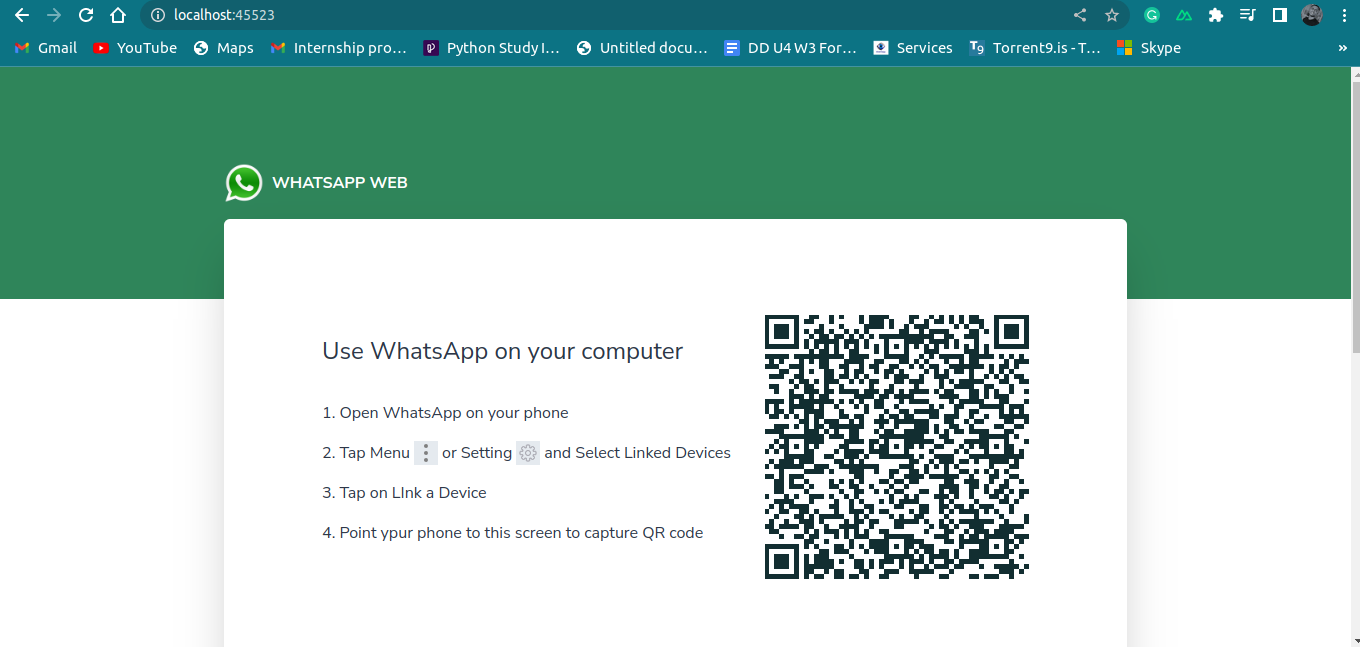 localhost:45523
Gmail YouTube Maps Internship pro... Python Study I... Untitled docu... DD U4 W3 For... Services Torrent9.is - T... Skype »
WHATSAPP WEB
Use WhatsApp on your computer
1. Open WhatsApp on your phone
2. Tap Menu or Setting and Select Linked Devices
3. Tap on LInk a Device
4. Point ypur phone to this screen to capture QR code